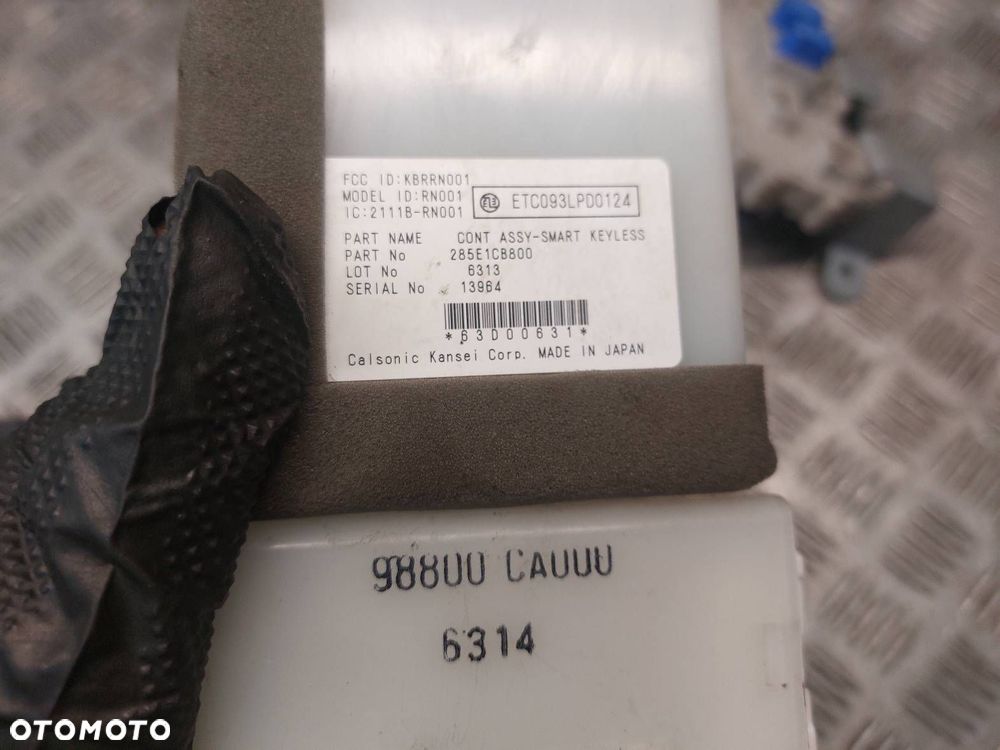 FCC ID:KBRRN001
MODEL ID:RN001
IC:2111B-RN001
ETC093LPD0124
PART NAME CONT ASSY-SMART KEYLESS
PART No 285E1CB800
LOT No 6313
SERIAL No 13964
*63D00631*
Calsonic Kansei Corp. MADE IN JAPAN
98800 CA000
6314
OTOMOTO